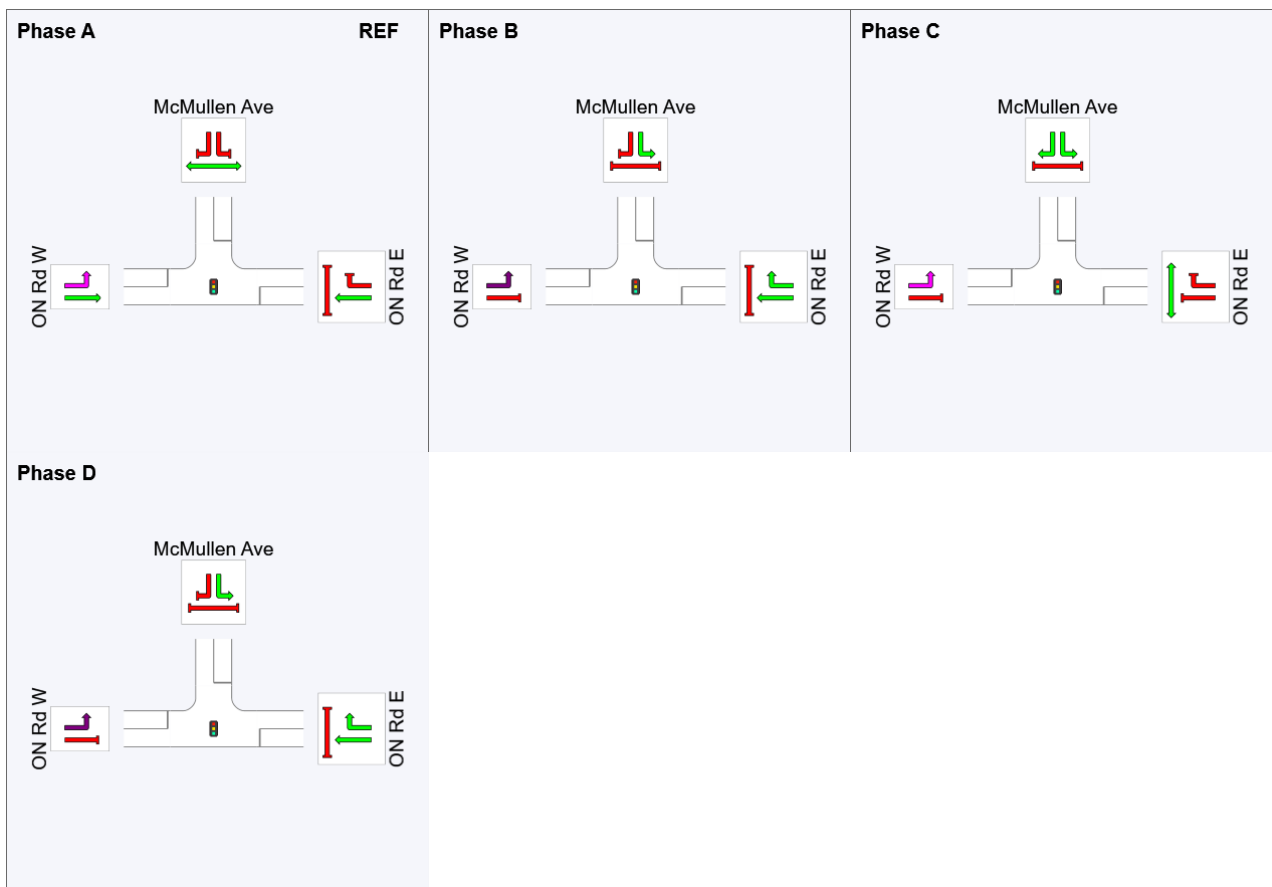 Phase A
REF
McMullen Ave
ON Rd W
ON Rd E
Phase B
McMullen Ave
ON Rd W
ON Rd E
Phase C
McMullen Ave
ON Rd W
ON Rd E
Phase D
McMullen Ave
ON Rd W
ON Rd E